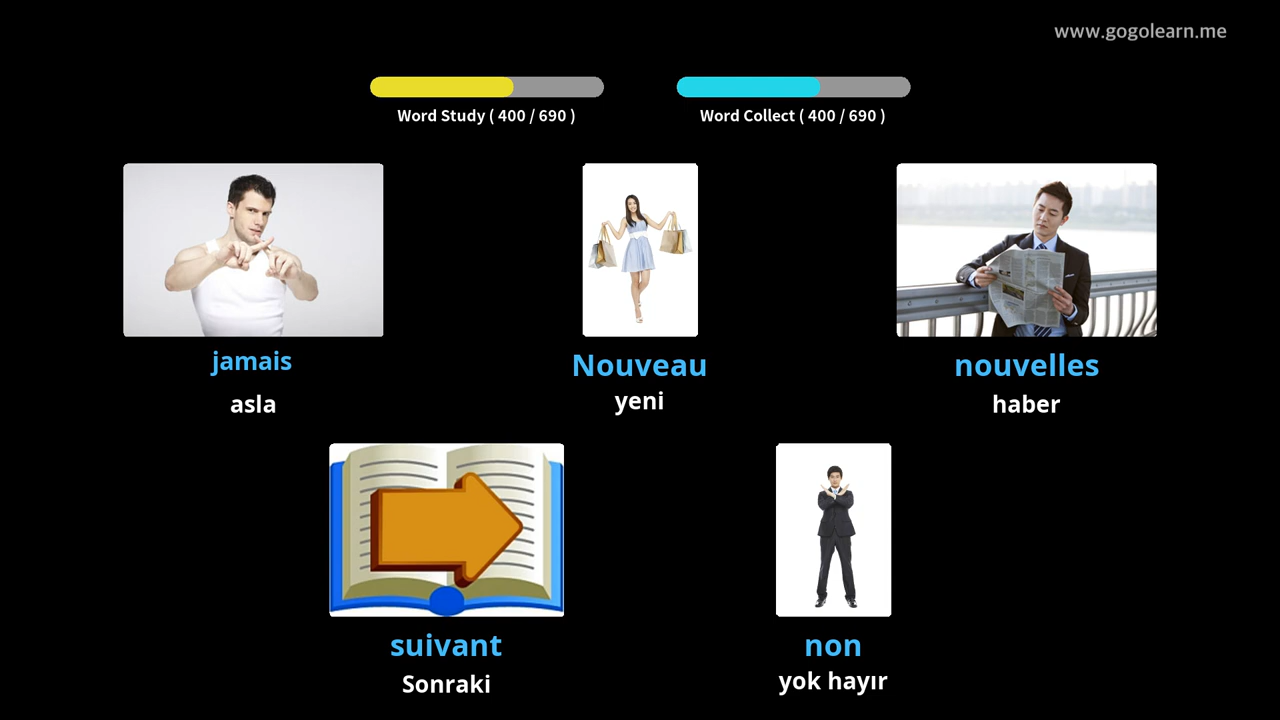 www.gogolearn.me
Word Study ( 400 / 690 )
Word Collect ( 400 / 690 )
jamais
Nouveau
nouvelles
asla
yeni
haber
suivant
non
Sonraki
yok hayır